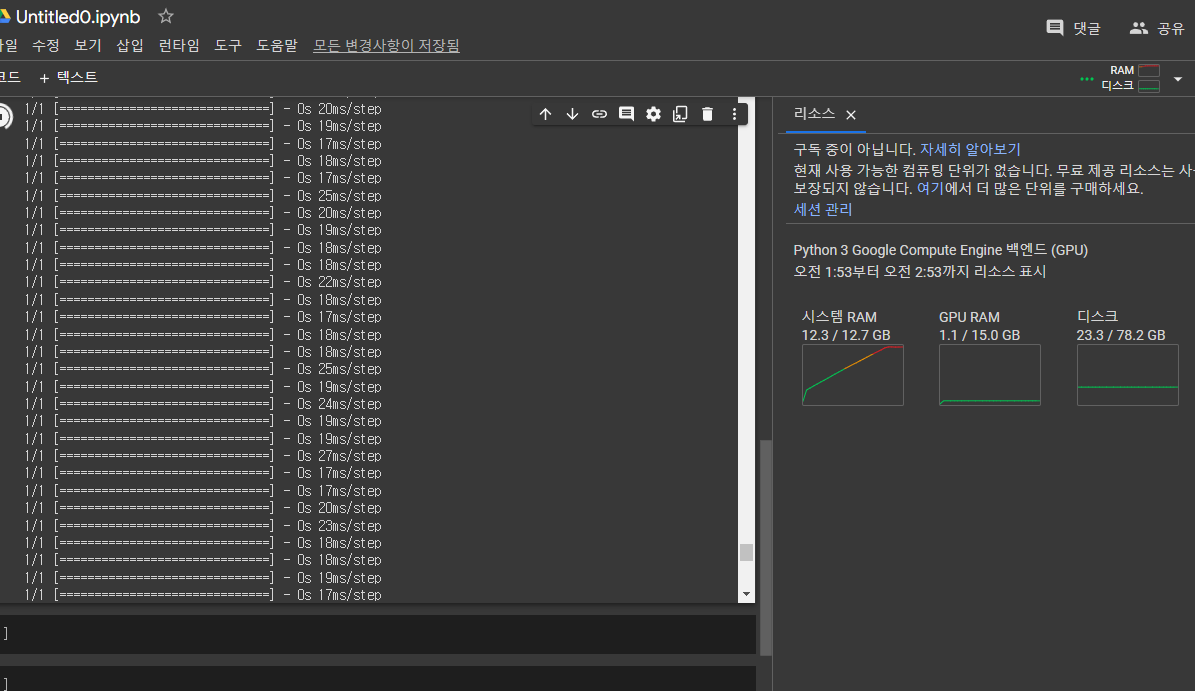 Untitled0.ipynb
댓글
공유
수정 보기 삽입 런타임 도구 도움말 모든 변경사항이 저장됨
+ 텍스트
RAM
디스크
1/1 [==============================] - 0s 20ms/step
1/1 [==============================] - 0s 19ms/step
1/1 [==============================] - 0s 17ms/step
1/1 [==============================] - 0s 18ms/step
1/1 [==============================] - 0s 17ms/step
1/1 [==============================] - 0s 25ms/step
1/1 [==============================] - 0s 20ms/step
1/1 [==============================] - 0s 19ms/step
1/1 [==============================] - 0s 18ms/step
1/1 [==============================] - 0s 18ms/step
1/1 [==============================] - 0s 22ms/step
1/1 [==============================] - 0s 18ms/step
1/1 [==============================] - 0s 17ms/step
1/1 [==============================] - 0s 18ms/step
1/1 [==============================] - 0s 18ms/step
1/1 [==============================] - 0s 25ms/step
1/1 [==============================] - 0s 19ms/step
1/1 [==============================] - 0s 24ms/step
1/1 [==============================] - 0s 19ms/step
1/1 [==============================] - 0s 19ms/step
1/1 [==============================] - 0s 27ms/step
1/1 [==============================] - 0s 17ms/step
1/1 [==============================] - 0s 17ms/step
1/1 [==============================] - 0s 20ms/step
1/1 [==============================] - 0s 23ms/step
1/1 [==============================] - 0s 18ms/step
1/1 [==============================] - 0s 18ms/step
1/1 [==============================] - 0s 19ms/step
1/1 [==============================] - 0s 17ms/step
]
]
리소스
구독 중이 아닙니다. 자세히 알아보기
현재 사용 가능한 컴퓨팅 단위가 없습니다. 무료 제공 리소스는
보장되지 않습니다. 여기에서 더 많은 단위를 구매하세요.
세션 관리
Python 3 Google Compute Engine 백엔드 (GPU)
오전 1:53부터 오전 2:53까지 리소스 표시
시스템 RAM
12.3 / 12.7 GB
GPU RAM
1.1 / 15.0 GB
디스크
23.3 / 78.2 GB